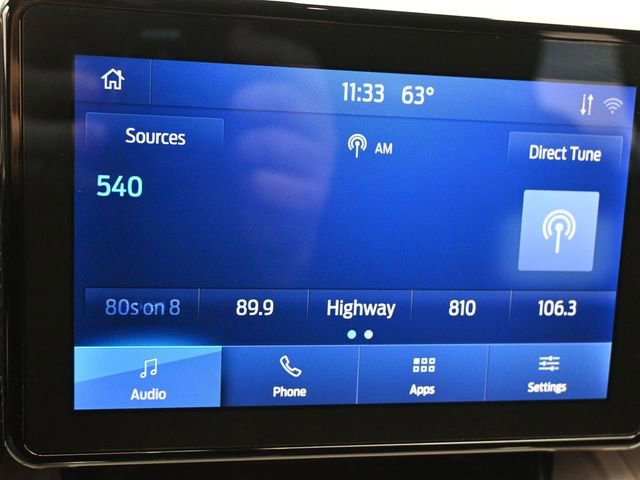 11:33 63°
Sources
AM
Direct Tune
540
80s on 8 89.9 Highway 810 106.3
Audio Phone Apps Settings